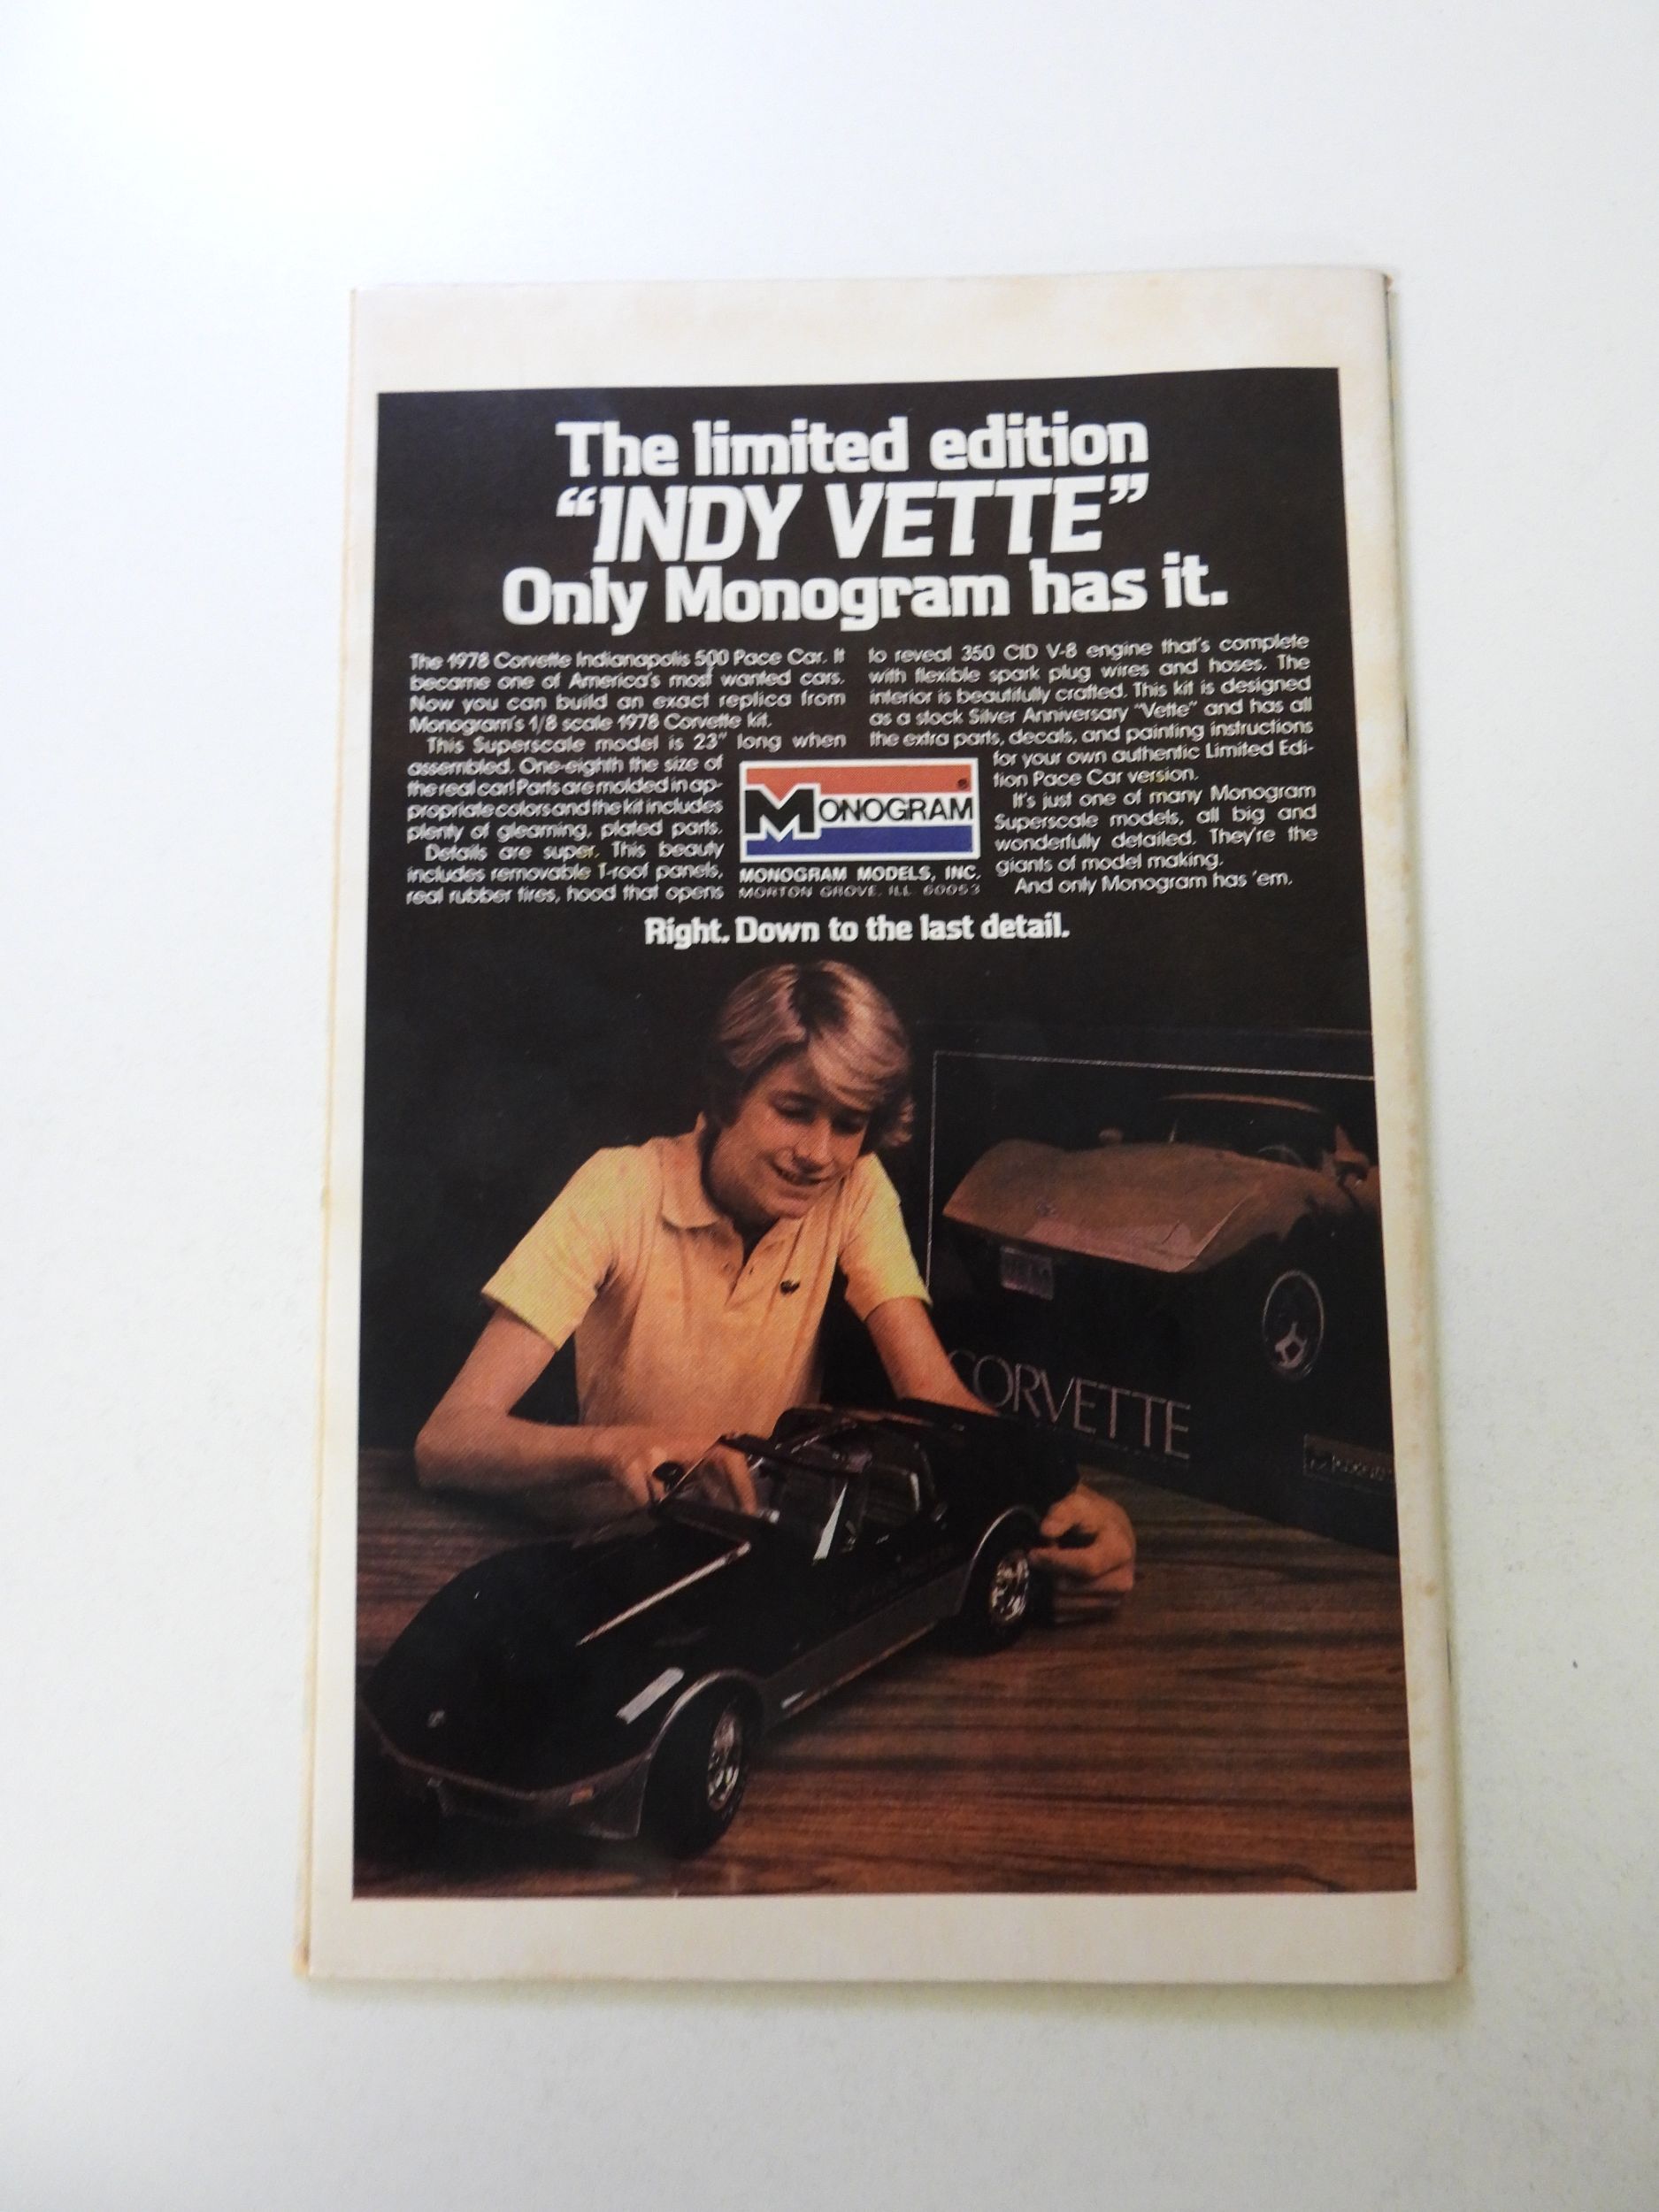 The limited edition
“INDY VETTE”
Only Monogram has it.
The 1978 Corvette Indianapolis 500 Pace Car. It
became one of America's most wanted cars.
Now you can build an exact replica from
Monogram's 1/8 scale 1978 Corvette kit.
This Superscale model is 23” long when
assembled. One-eighth the size of
the real car! Parts are molded in ap-
propriate colors and the kit includes
plenty of gleaming, plated parts.
Details are super. This beauty
includes removable T-roof panels,
real rubber tires, hood that opens
to reveal 350 CID V-8 engine that's complete
with flexible spark plug wires and hoses. The
interior is beautifully crafted. This kit is designed
as a stock Silver Anniversary “Vette” and has all
the extra parts, decals, and painting instructions
for your own authentic Limited Edi-
tion Pace Car version.
It's just one of many Monogram
Superscale models, all big and
wonderfully detailed. They're the
giants of model making.
And only Monogram has 'em.
MONOGRAM
MONOGRAM MODELS, INC.
MORTON GROVE, ILL. 60053
Right. Down to the last detail.
CORVETTE